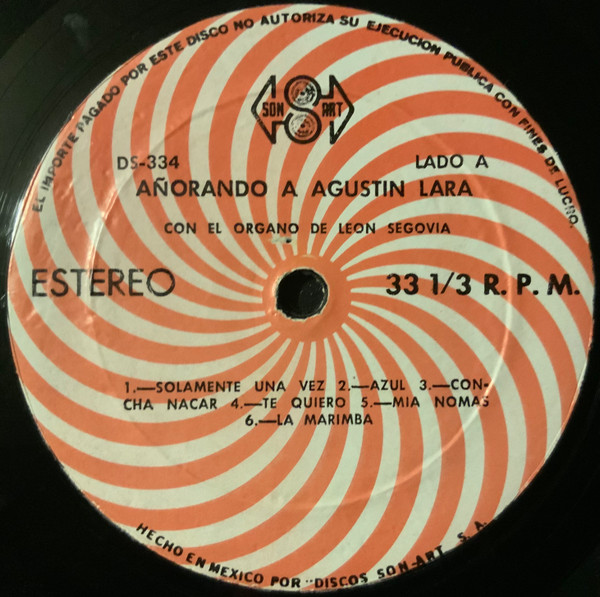 EL IMPORTE PAGADO POR ESTE DISCO NO AUTORIZA SU EJECUCION PUBLICA CON FINES DE LUCRO.
SON ART
DS-334 LADO A
AÑORANDO A AGUSTIN LARA
CON EL ORGANO DE LEON SEGOVIA
ESTEREO 33 1/3 R. P. M.
1.—SOLAMENTE UNA VEZ 2.—AZUL 3.—CON-
CHA NACAR 4.—TE QUIERO 5.—MIA NOMAS
6.—LA MARIMBA
HECHO EN MEXICO POR "DISCOS SON-ART S. A.